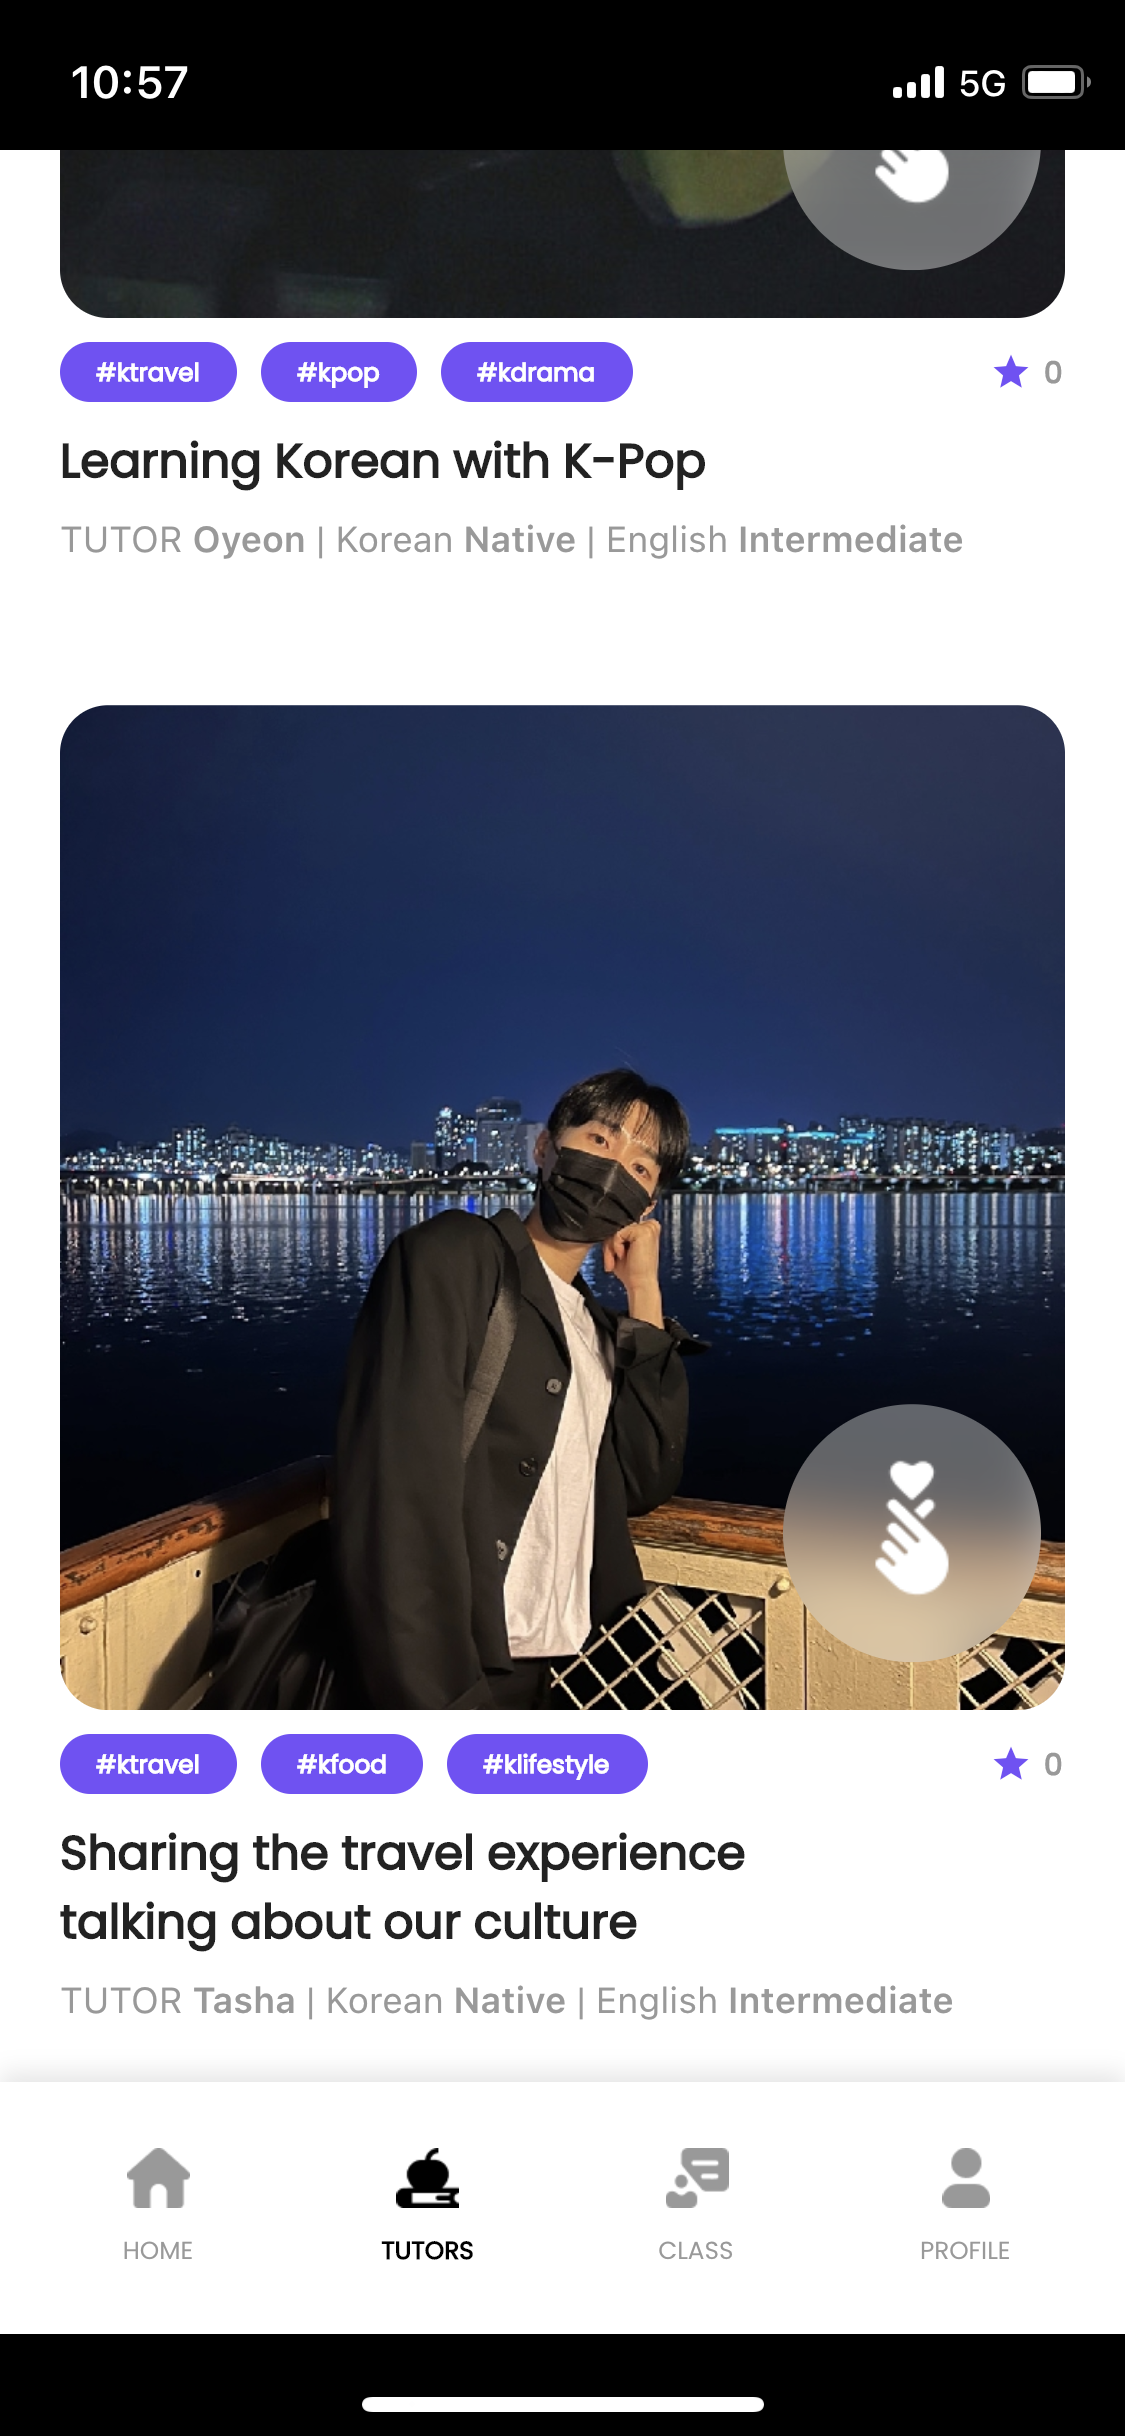 10:57
5G
#ktravel #kpop #kdrama 0
Learning Korean with K-Pop
TUTOR Oyeon | Korean Native | English Intermediate
#ktravel #kfood #klifestyle 0
Sharing the travel experience
talking about our culture
TUTOR Tasha | Korean Native | English Intermediate
HOME TUTORS CLASS PROFILE